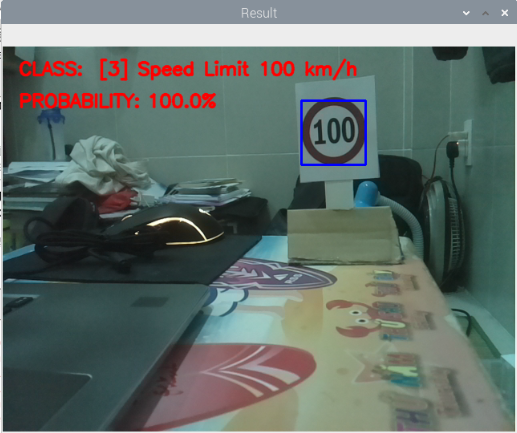 Result
CLASS: [3] Speed Limit 100 km/h
PROBABILITY: 100.0%
100